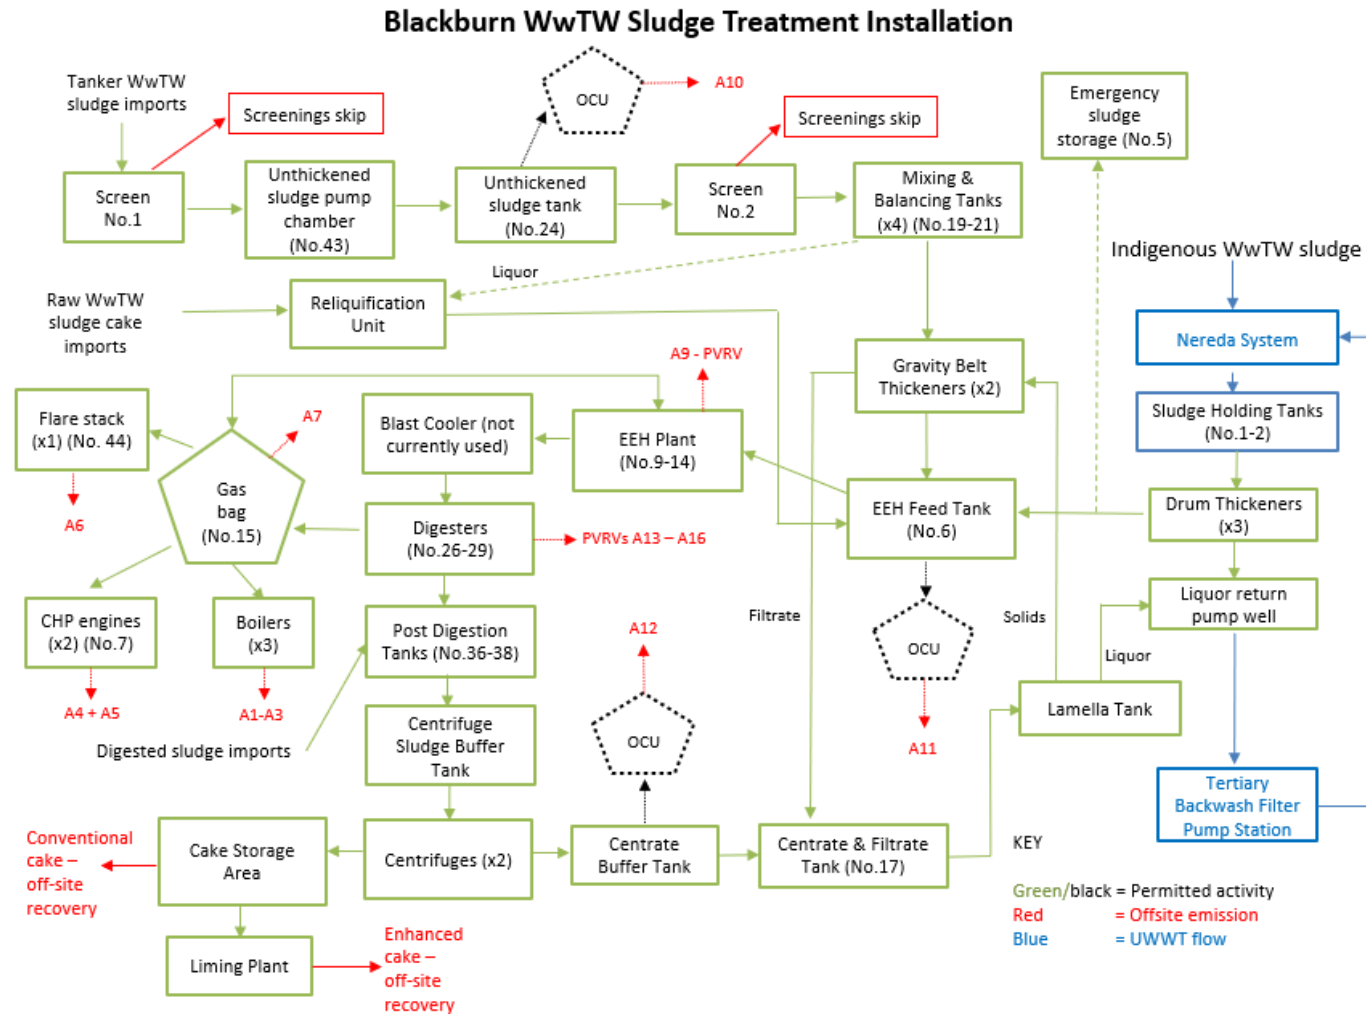 Blackburn WwTW Sludge Treatment Installation
Tanker WwTW
sludge imports
Screenings skip
OCU
A10
Screenings skip
Emergency
sludge
storage (No.5)
Screen
No.1
Unthickened
sludge pump
chamber
(No.43)
Unthickened
sludge tank
(No.24)
Screen
No.2
Mixing &
Balancing Tanks
(x4) (No.19-21)
Indigenous WwTW sludge
Liquor
Raw WwTW
sludge cake
imports
Reliquification
Unit
Nereda System
A9 - PVRV
Gravity Belt
Thickeners (x2)
Flare stack
(x1) (No. 44)
A7
Blast Cooler (not
currently used)
EEH Plant
(No.9-14)
Sludge Holding Tanks
(No.1-2)
A6
Gas
bag
(No.15)
Digesters
(No.26-29)
PVRVs A13 – A16
EEH Feed Tank
(No.6)
Drum Thickeners
(x3)
CHP engines
(x2) (No.7)
Boilers
(x3)
Post Digestion
Tanks (No.36-38)
A12
Filtrate
OCU
Solids
Liquor return
pump well
Liquor
A4 + A5
A1-A3
Digested sludge imports
Centrifuge
Sludge Buffer
Tank
OCU
A11
Lamella Tank
Tertiary
Backwash Filter
Pump Station
Conventional
cake –
off-site
recovery
Cake Storage
Area
Centrifuges (x2)
Centrate
Buffer Tank
Centrate & Filtrate
Tank (No.17)
KEY
Green/black = Permitted activity
Red = Offsite emission
Blue = UWWT flow
Liming Plant
Enhanced
cake –
off-site
recovery